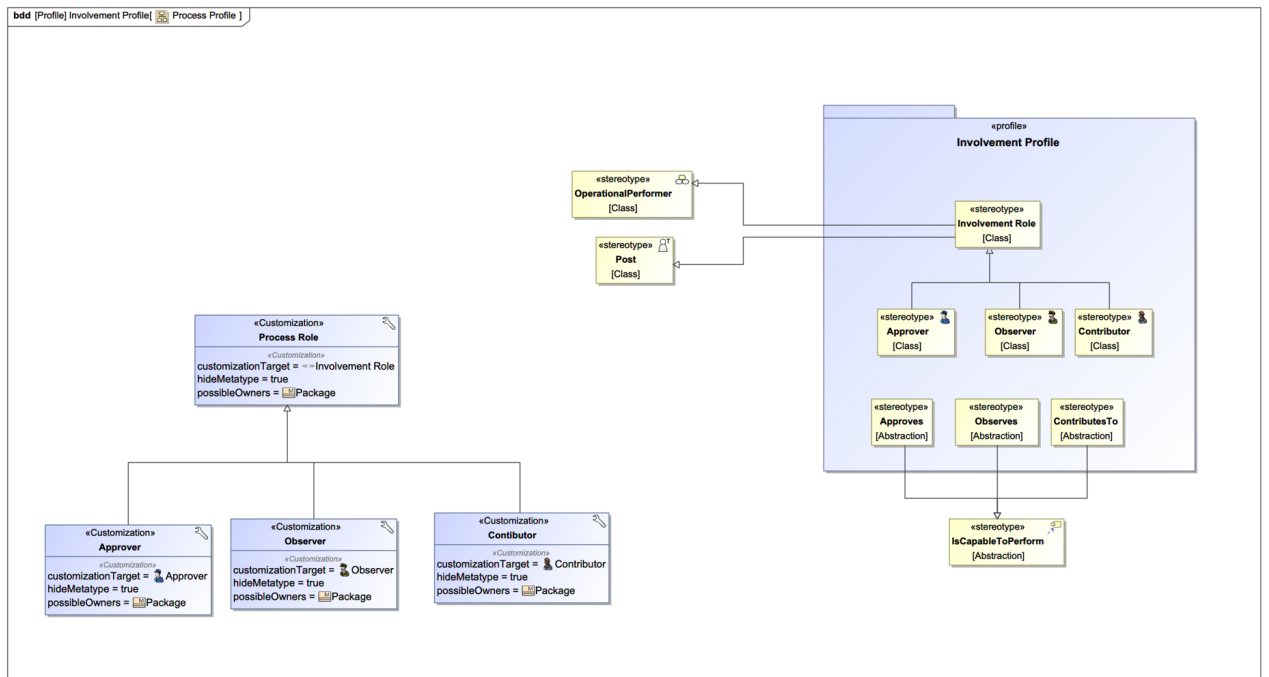 bdd [Profile] Involvement Profile[ Process Profile ]
«profile»
Involvement Profile
«stereotype»
OperationalPerformer
[Class]
«stereotype»
Involvement Role
[Class]
«stereotype»
Post
[Class]
«stereotype»
Approver
[Class]
«stereotype»
Observer
[Class]
«stereotype»
Contributor
[Class]
«Customization»
Process Role
«Customization»
customizationTarget = «»Involvement Role
hideMetatype = true
possibleOwners = Package
«stereotype»
Approves
[Abstraction]
«stereotype»
Observes
[Abstraction]
«stereotype»
ContributesTo
[Abstraction]
«stereotype»
IsCapableToPerform
[Abstraction]
«Customization»
Approver
«Customization»
customizationTarget = Approver
hideMetatype = true
possibleOwners = Package
«Customization»
Observer
«Customization»
customizationTarget = Observer
hideMetatype = true
possibleOwners = Package
«Customization»
Contibutor
«Customization»
customizationTarget = Contributor
hideMetatype = true
possibleOwners = Package